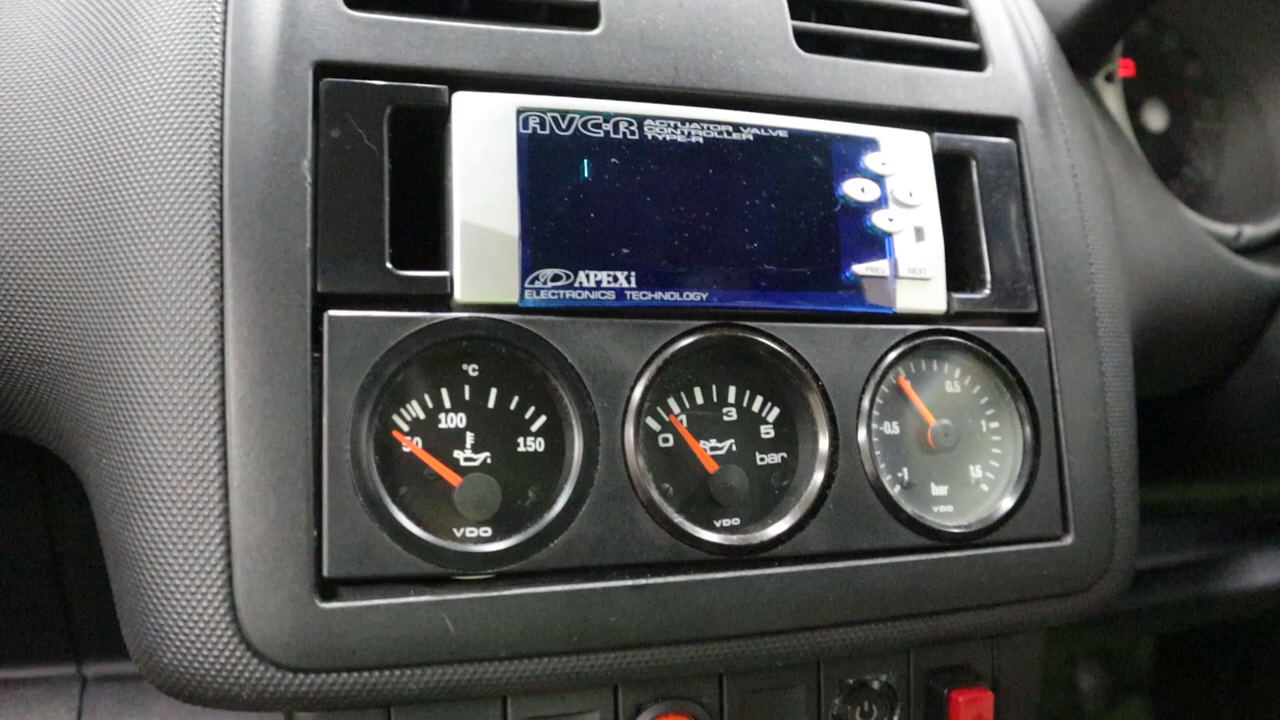 AVC-R ACTUATOR VALVE
CONTROLLER
TYPE-R
PREV NEXT
APEXi
ELECTRONICS TECHNOLOGY
°C
50 100 150
VDO
0 1 3 5
bar
VDO
-1 -0.5 0.5 1 1.5
bar
VDO